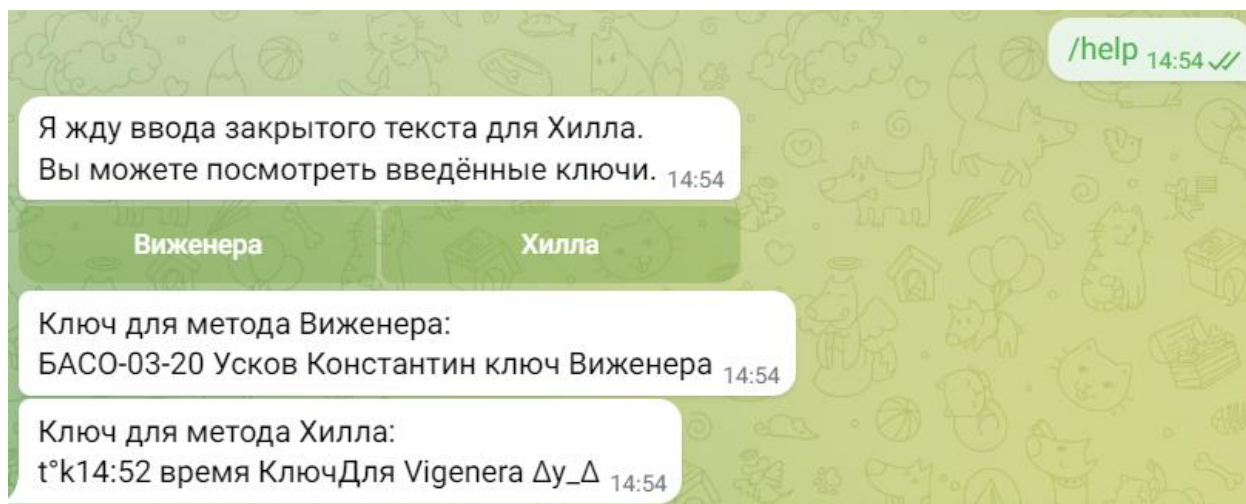 /help 14:54
Я жду ввода закрытого текста для Хилла.
Вы можете посмотреть введённые ключи. 14:54
Виженера Хилла
Ключ для метода Виженера:
БАСО-03-20 Усков Константин ключ Виженера 14:54
Ключ для метода Хилла:
t°k14:52 время КлючДля Vigenera Δy_Δ 14:54